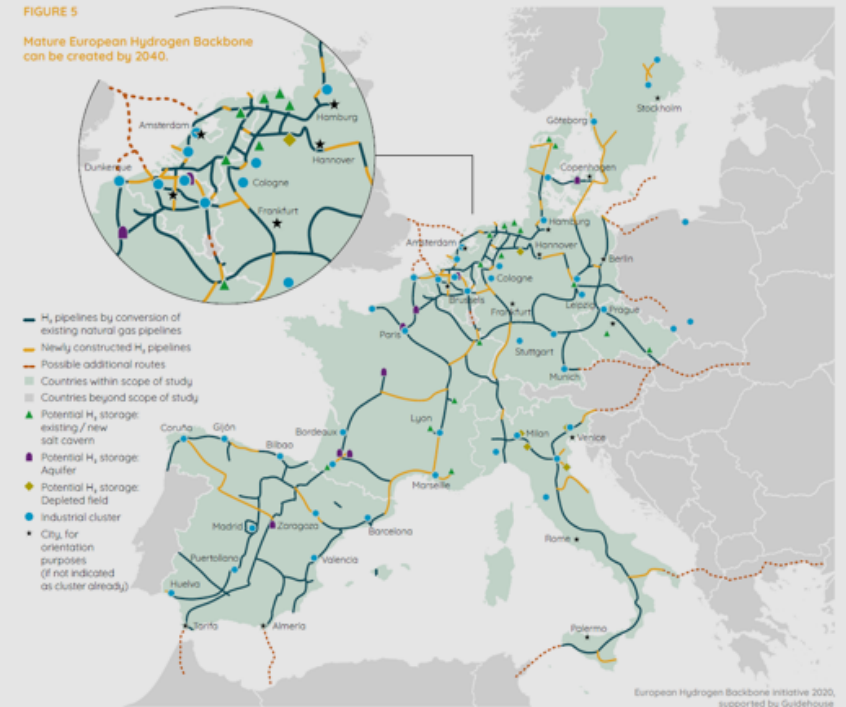 FIGURE 5
Mature European Hydrogen Backbone
can be created by 2040.
Amsterdam
Hamburg
Hannover
Dunkerque
Cologne
Frankfurt
H₂ pipelines by conversion of
existing natural gas pipelines
Newly constructed H₂ pipelines
Possible additional routes
Countries within scope of study
Countries beyond scope of study
Potential H₂ storage:
existing / new
salt cavern
Potential H₂ storage:
Aquifer
Potential H₂ storage:
Depleted field
Industrial cluster
City, for
orientation
purposes
(if not indicated
as cluster already)
Stockholm
Göteborg
Copenhagen
Hamburg
Amsterdam
Hannover
Berlin
Cologne
Brussels
Leipzig
Prague
Frankfurt
Paris
Stuttgart
Munich
Lyon
Milan
Venice
Coruña
Gijón
Bilbao
Bordeaux
Marseille
Madrid
Zaragoza
Barcelona
Rome
Puertollano
Valencia
Huelva
Tarifa
Almería
Palermo
European Hydrogen Backbone initiative 2020,
supported by Guidehouse